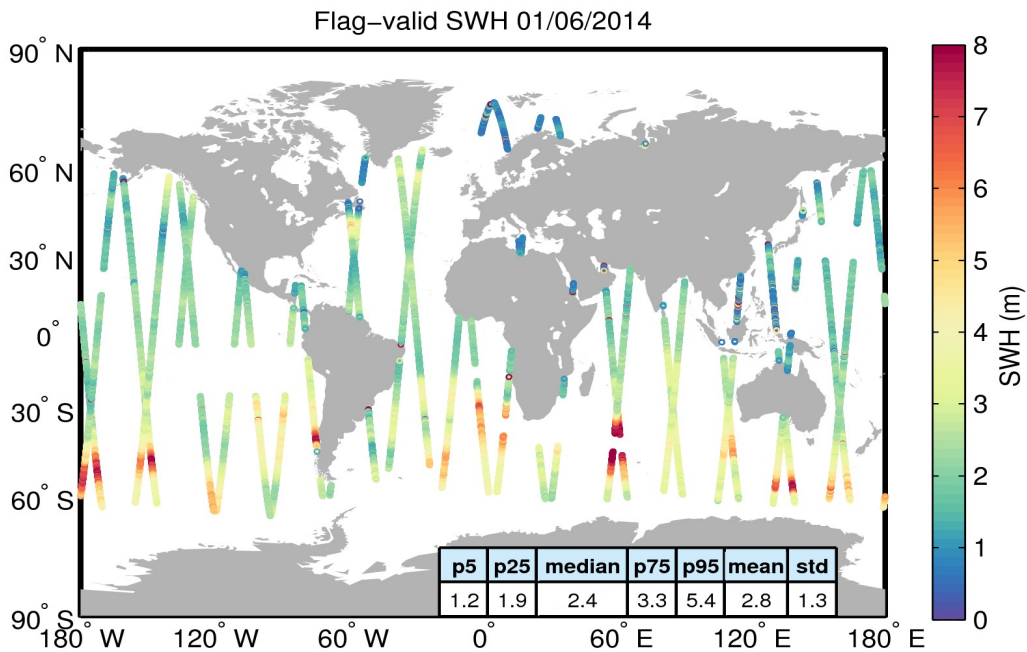 Flag−valid SWH 01/06/2014
90° N
60° N
30° N
0°
30° S
60° S
90° S
180° W
120° W
60° W
0°
60° E
120° E
180° E
p5 p25 median p75 p95 mean std
1.2 1.9 2.4 3.3 5.4 2.8 1.3
8
7
6
5
4
3
2
1
0
SWH (m)